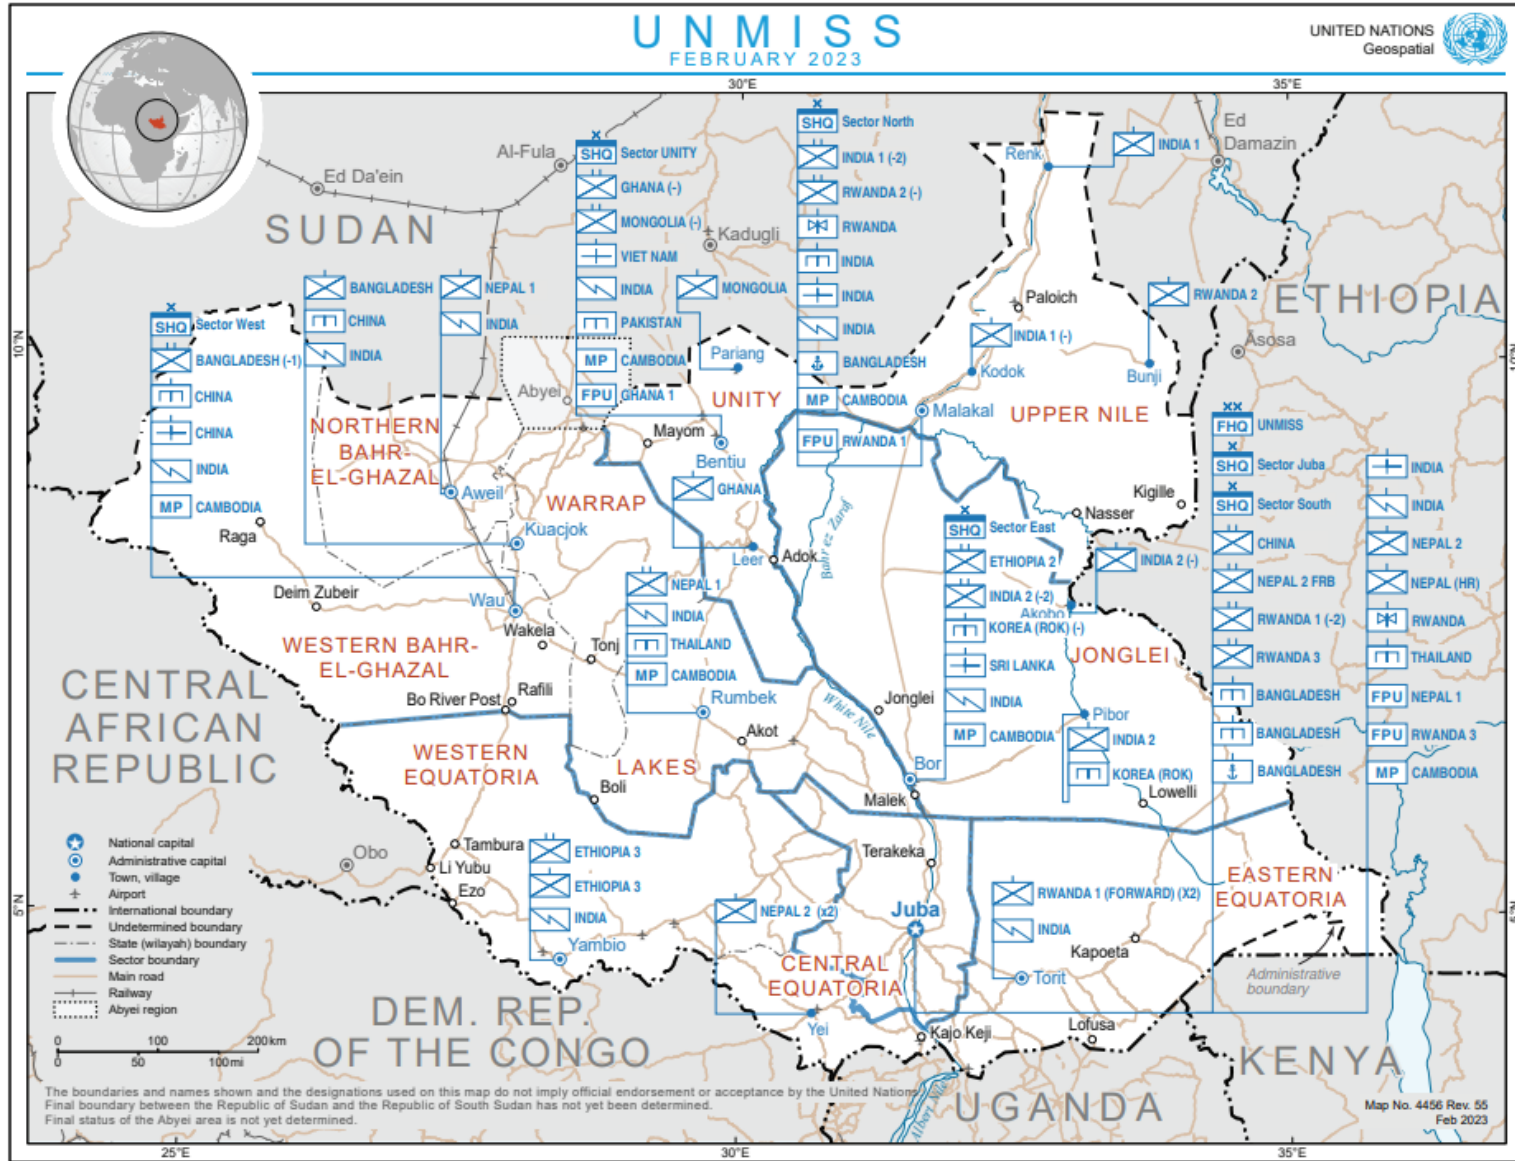 UNMISS
FEBRUARY 2023
UNITED NATIONS
Geospatial
30°E
35°E
SHQ Sector UNITY
GHANA (-)
MONGOLIA (-)
VIET NAM
INDIA
PAKISTAN
MP CAMBODIA
FPU GHANA 1
SHQ Sector North
INDIA 1 (-2)
RWANDA 2 (-)
RWANDA
INDIA
INDIA
INDIA
BANGLADESH
MP CAMBODIA
FPU RWANDA 1
INDIA 1
Renk
Ed
Damazin
Al-Fula
Ed Da'ein
SUDAN
Kadugli
MONGOLIA
BANGLADESH
CHINA
INDIA
NEPAL 1
INDIA
SHQ Sector West
BANGLADESH (-1)
CHINA
CHINA
INDIA
MP CAMBODIA
RWANDA 2
ETHIOPIA
Paloich
INDIA 1 (-)
Kodok
Bunji
Asosa
10°N
10°N
Pariang
Abyei
UNITY
Malakal
UPPER NILE
NORTHERN
BAHR-
EL-GHAZAL
Mayom
Bentiu
GHANA
WARRAP
Aweil
Kuacjok
Raga
Leer
Adok
Bahr ez Zaraf
Nasser
Kigille
FHQ UNMISS
SHQ Sector Juba
SHQ Sector South
CHINA
NEPAL 2 FRB
RWANDA 1 (-2)
RWANDA 3
BANGLADESH
BANGLADESH
BANGLADESH
INDIA
INDIA
NEPAL 2
NEPAL (HR)
RWANDA
THAILAND
FPU NEPAL 1
FPU RWANDA 3
MP CAMBODIA
SHQ Sector East
ETHIOPIA 2
INDIA 2 (-2)
KOREA (ROK) (-)
SRI LANKA
INDIA
MP CAMBODIA
INDIA 2 (-)
Akobo
JONGLEI
Deim Zubeir
Wau
Wakela
Tonj
NEPAL 1
INDIA
THAILAND
MP CAMBODIA
Rumbek
WESTERN BAHR-
EL-GHAZAL
Rafili
Bo River Post
CENTRAL
AFRICAN
REPUBLIC
WESTERN
EQUATORIA
LAKES
Akot
White Nile
Jonglei
Pibor
INDIA 2
KOREA (ROK)
Bor
Malek
Lowelli
Boli
Terakeka
Tambura
Li Yubu
Ezo
Obo
ETHIOPIA 3
ETHIOPIA 3
INDIA
Yambio
NEPAL 2 (x2)
Juba
RWANDA 1 (FORWARD) (X2)
INDIA
Torit
Kapoeta
EASTERN
EQUATORIA
Administrative
boundary
CENTRAL
EQUATORIA
Yei
Kajo Keji
Lofusa
5°N
5°N
National capital
Administrative capital
Town, village
Airport
International boundary
Undetermined boundary
State (wilayah) boundary
Sector boundary
Main road
Railway
Abyei region
0 100 200 km
0 50 100 mi
DEM. REP.
OF THE CONGO
UGANDA
KENYA
Albert Nile
The boundaries and names shown and the designations used on this map do not imply official endorsement or acceptance by the United Nations.
Final boundary between the Republic of Sudan and the Republic of South Sudan has not yet been determined.
Final status of the Abyei area is not yet determined.
Map No. 4456 Rev. 55
Feb 2023
25°E
30°E
35°E